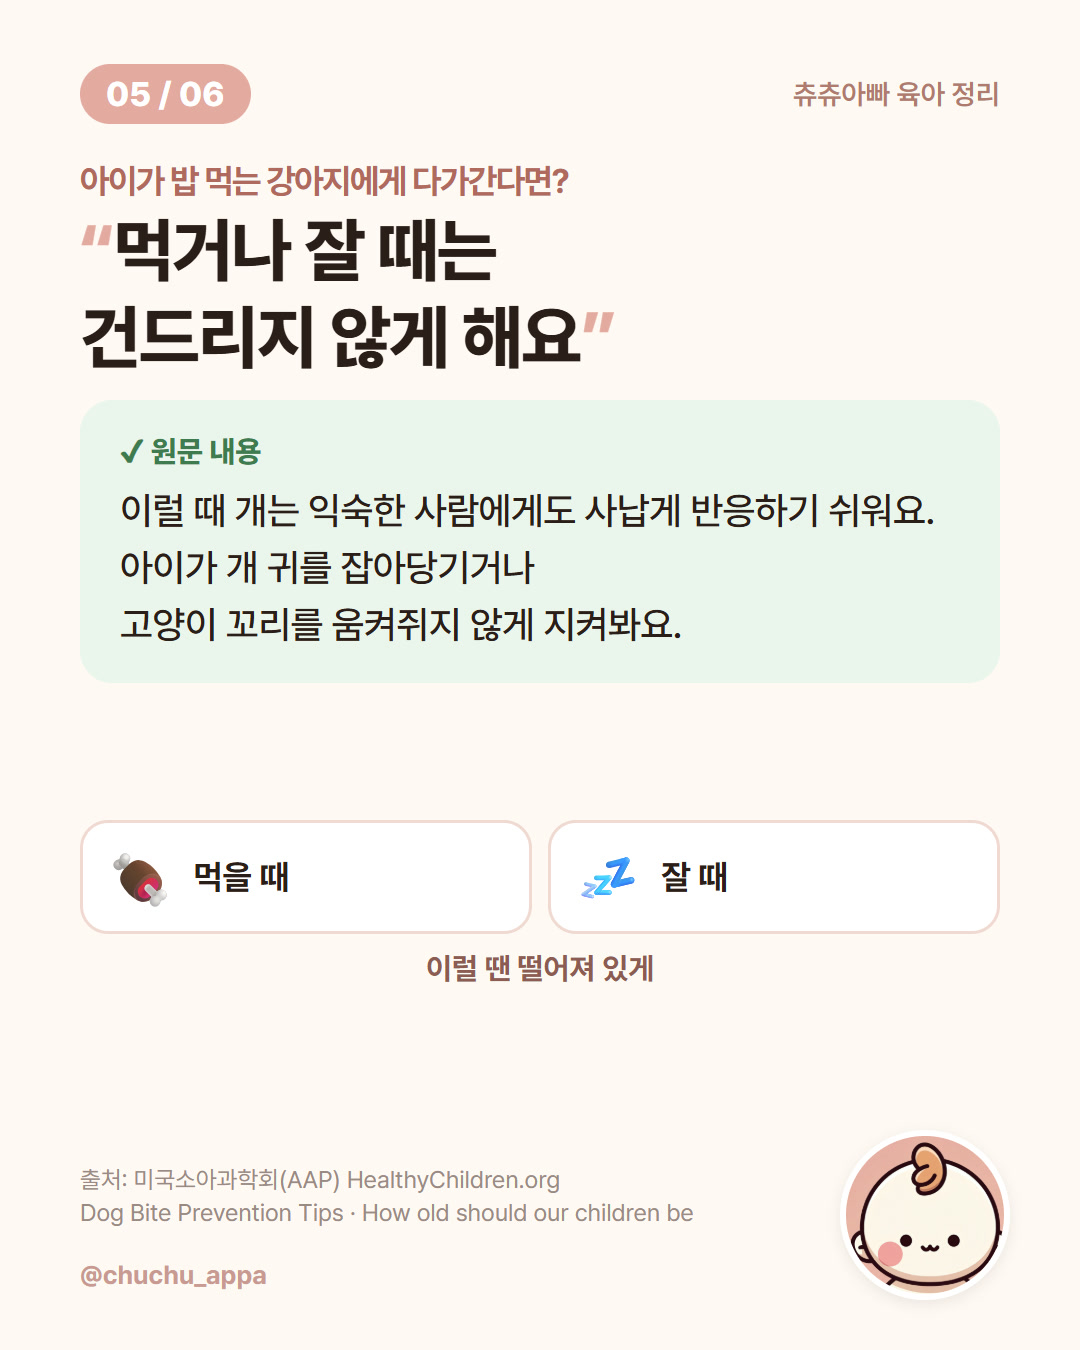 05 / 06
츄츄아빠 육아 정리
아이가 밥 먹는 강아지에게 다가간다면?
“먹거나 잘 때는
건드리지 않게 해요”
✓ 원문 내용
이럴 때 개는 익숙한 사람에게도 사납게 반응하기 쉬워요.
아이가 개 귀를 잡아당기거나
고양이 꼬리를 움켜쥐지 않게 지켜봐요.
먹을 때
잘 때
이럴 땐 떨어져 있게
출처: 미국소아과학회(AAP) HealthyChildren.org
Dog Bite Prevention Tips · How old should our children be
@chuchu_appa